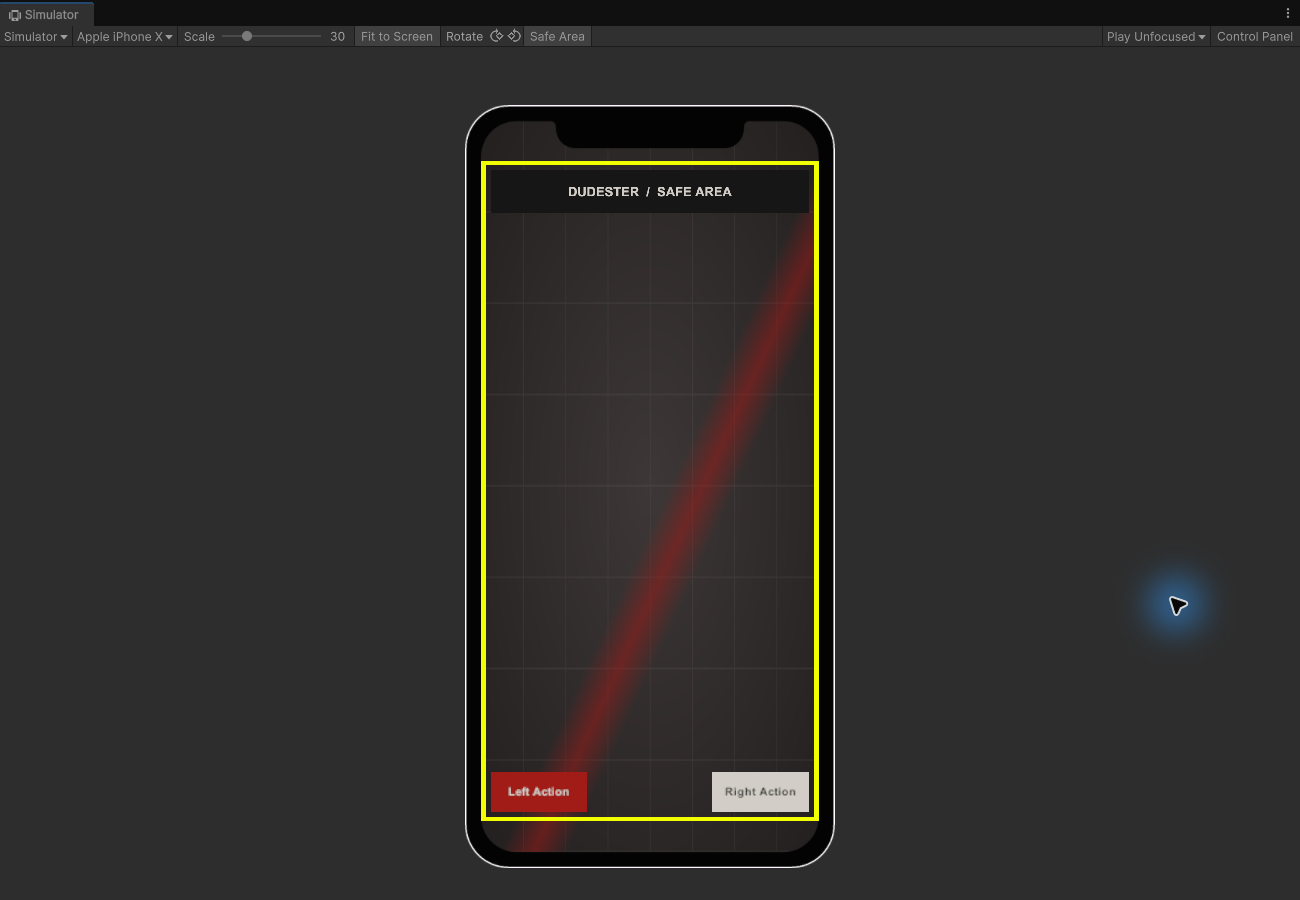 Simulator
Simulator Apple iPhone X Scale 30 Fit to Screen Rotate Safe Area Play Unfocused Control Panel
DUDESTER / SAFE AREA
Left Action Right Action